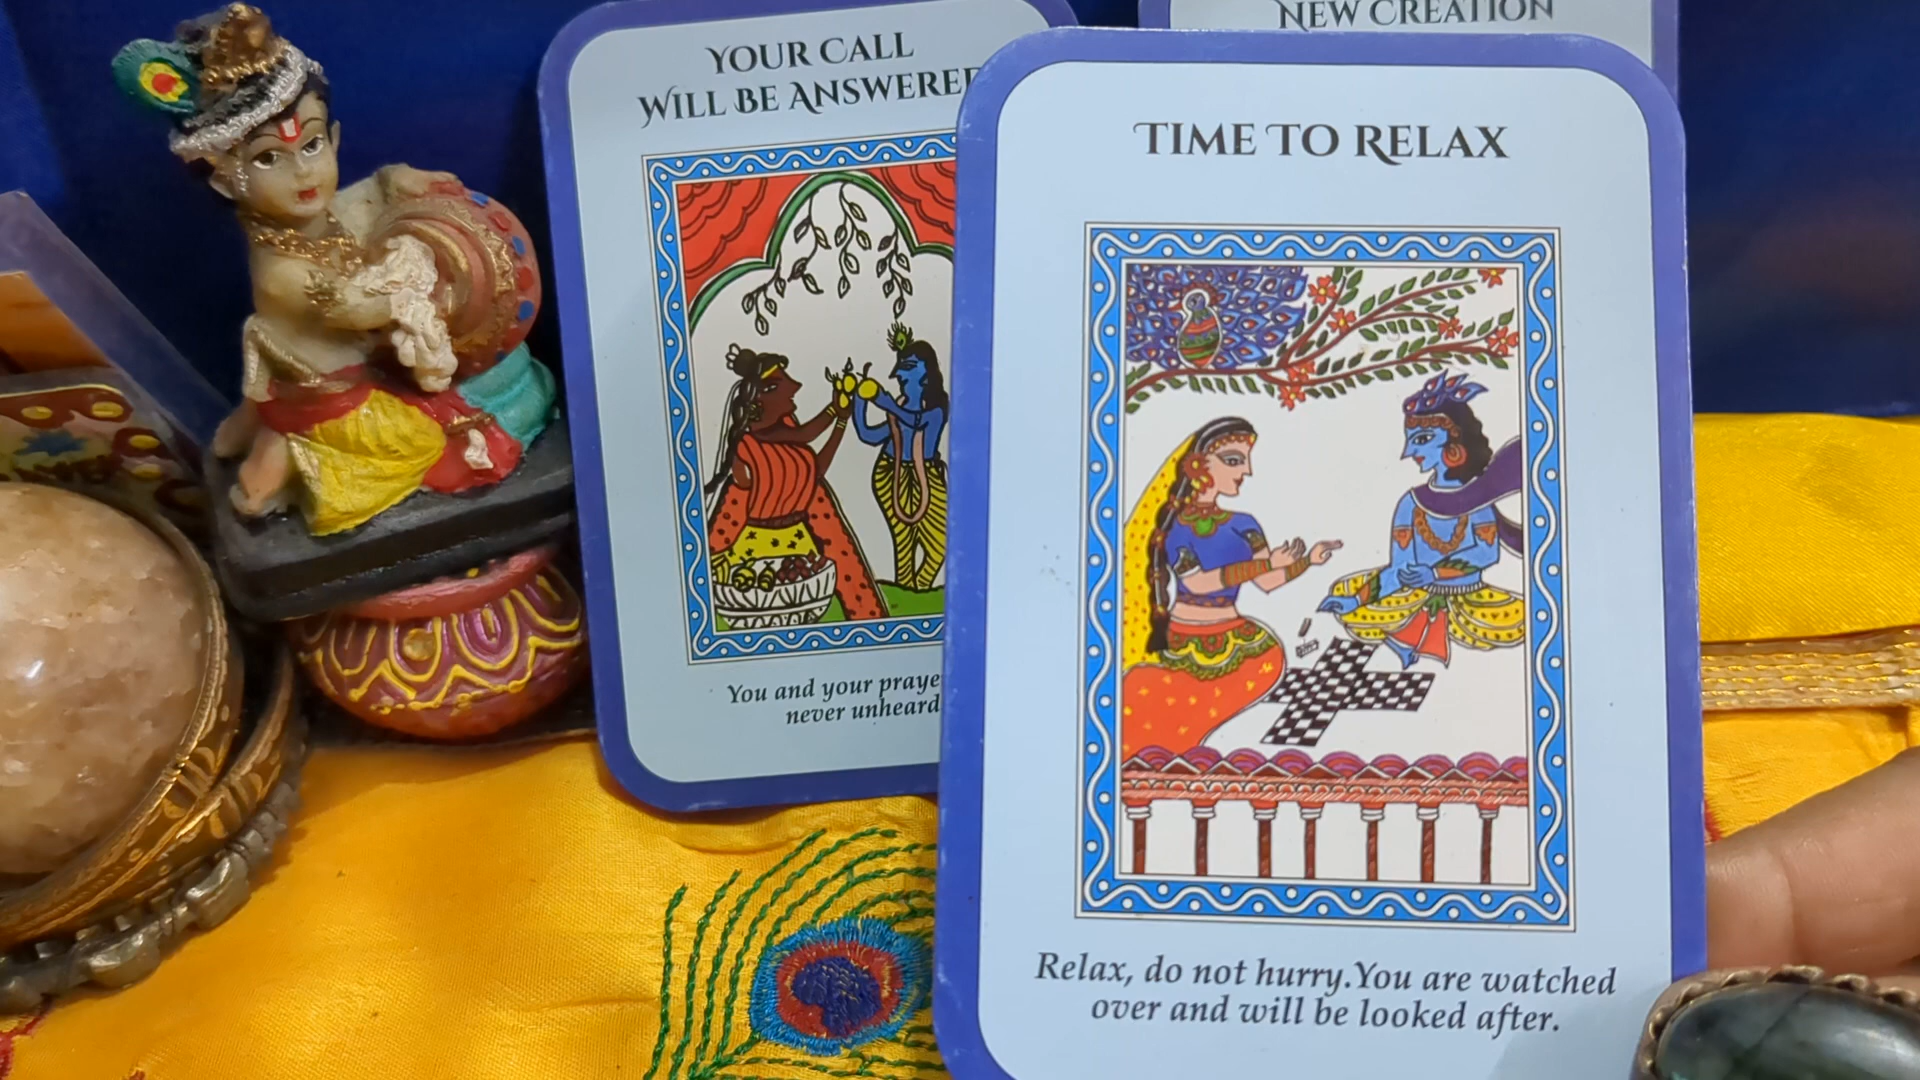 YOUR CALL
WILL BE ANSWERED
You and your praye
never unheard
NEW CREATION
TIME TO RELAX
Relax, do not hurry.You are watched
over and will be looked after.